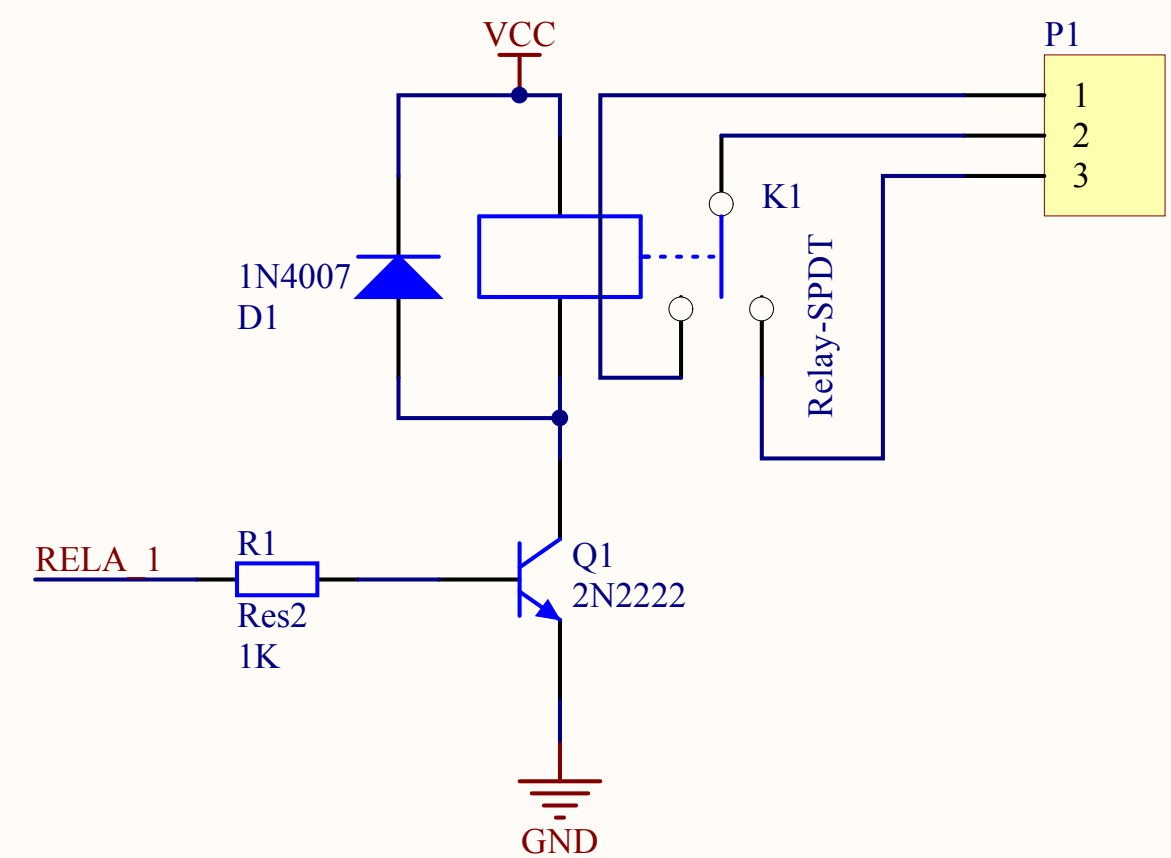 VCC
P1
1
2
3
K1
Relay-SPDT
1N4007
D1
RELA_1
R1
Res2
1K
Q1
2N2222
GND